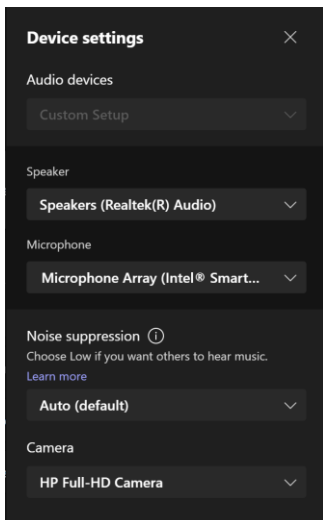 Device settings
Audio devices
Custom Setup
Speaker
Speakers (Realtek(R) Audio)
Microphone
Microphone Array (Intel® Smart...
Noise suppression
Choose Low if you want others to hear music.
Learn more
Auto (default)
Camera
HP Full-HD Camera